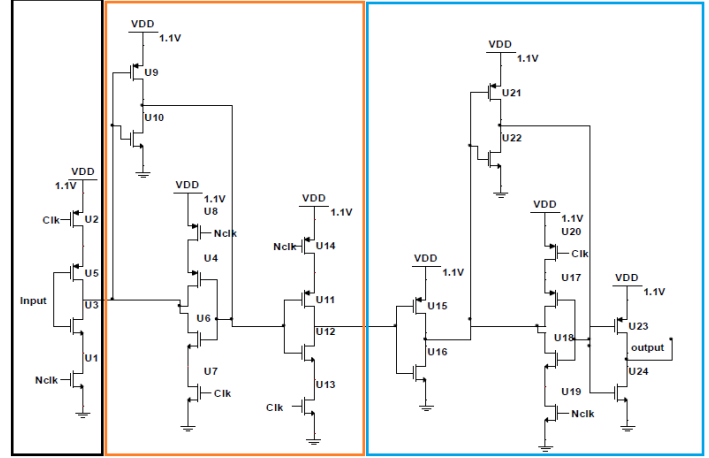 VDD
1.1V
U9
U10
VDD
1.1V
Clk
U2
U5
Input
U3
U1
Nclk
VDD
1.1V
U8
Nclk
U4
U6
U7
Clk
VDD
1.1V
Nclk
U14
U11
U12
U13
Clk
VDD
1.1V
U15
U16
VDD
1.1V
U21
U22
VDD
1.1V
U20
Clk
U17
U18
U19
Nclk
VDD
1.1V
U23
output
U24